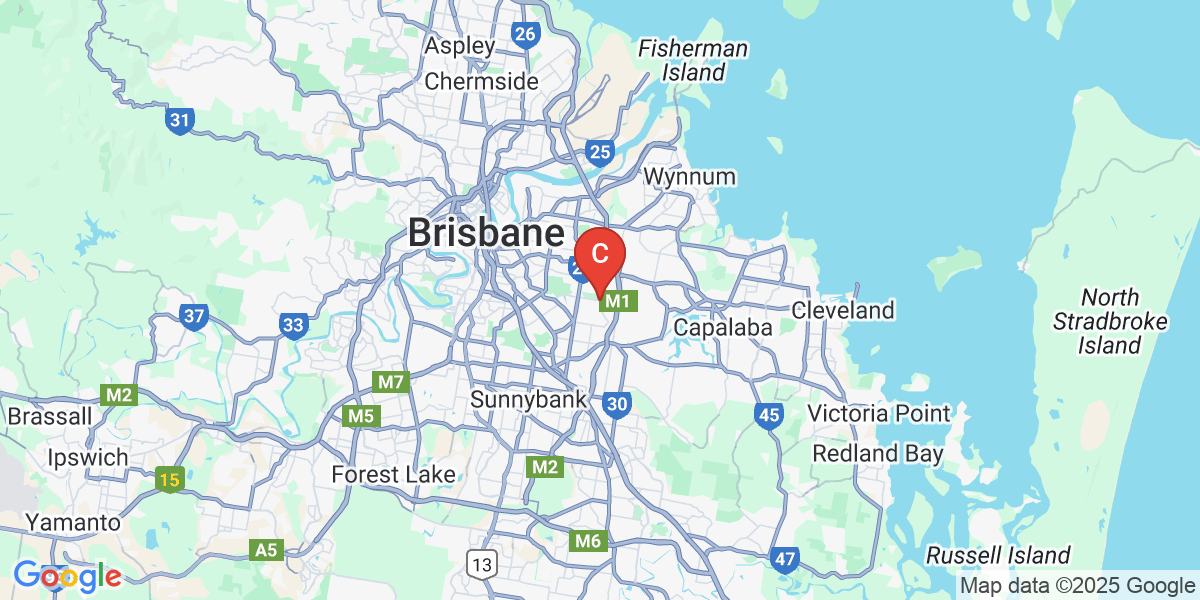 26
Aspley
Fisherman
Island
Chermside
31
25
Wynnum
Brisbane
C
M1
North
Stradbroke
Island
Cleveland
37
33
Capalaba
M7
M2
Sunnybank
30
Brassall
M5
45
Victoria Point
Ipswich
Redland Bay
15
Forest Lake
M2
Yamanto
A5
M6
13
47
Russell Island
Google
Map data ©2025 Google